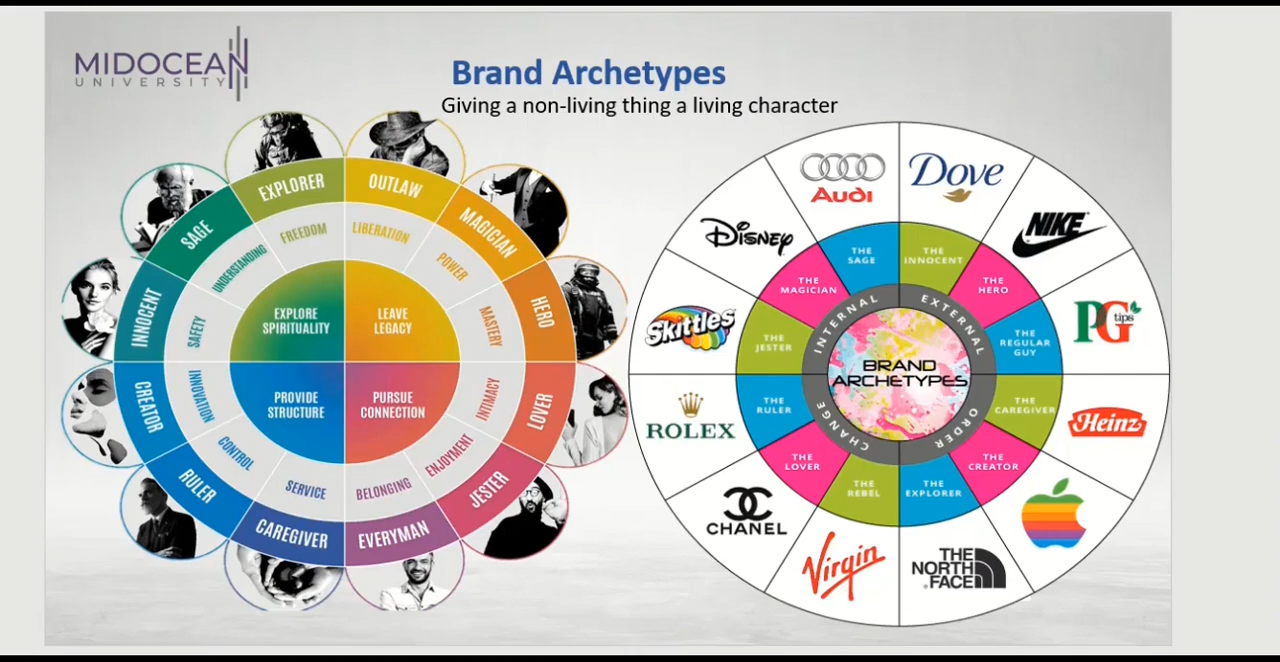 MIDOCEAN
UNIVERSITY
Brand Archetypes
Giving a non-living thing a living character
EXPLORER
OUTLAW
MAGICIAN
HERO
LOVER
JESTER
EVERYMAN
CAREGIVER
RULER
CREATOR
INNOCENT
SAGE
FREEDOM
LIBERATION
POWER
MASTERY
INTIMACY
ENJOYMENT
BELONGING
SERVICE
CONTROL
INNOVATION
SAFETY
UNDERSTANDING
EXPLORE
SPIRITUALITY
LEAVE
LEGACY
PROVIDE
STRUCTURE
PURSUE
CONNECTION
Audi
Dove
NIKE
PG
tips
Heinz
THE
NORTH
FACE
Virgin
CHANEL
ROLEX
Skittles
Disney
THE
SAGE
THE
INNOCENT
THE
HERO
THE
REGULAR
GUY
THE
CAREGIVER
THE
CREATOR
THE
EXPLORER
THE
REBEL
THE
LOVER
THE
RULER
THE
JESTER
THE
MAGICIAN
INTERNAL
EXTERNAL
ORDER
CHANGE
BRAND
ARCHETYPES